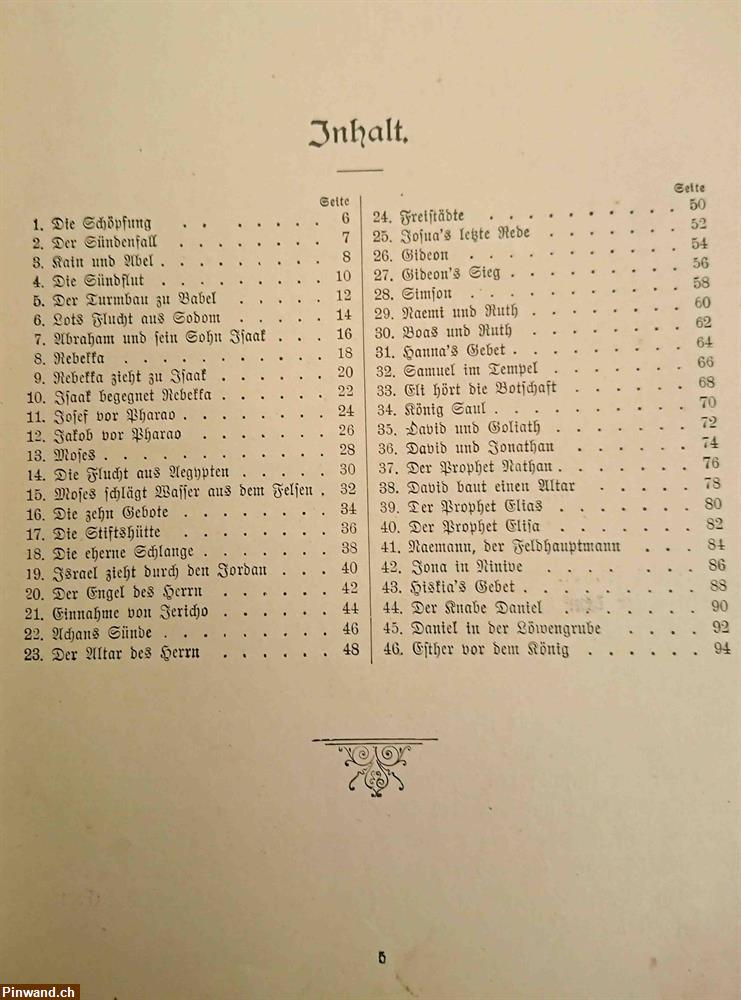 Inhalt.
Seite
1. Die Schöpfung . . . . . . . 6
2. Der Sündenfall . . . . . . . 7
3. Kain und Abel . . . . . . . . 8
4. Die Sündflut . . . . . . . . 10
5. Der Turmbau zu Babel . . . . . 12
6. Lots Flucht aus Sodom . . . . . 14
7. Abraham und sein Sohn Isaak . . . 16
8. Rebekka . . . . . . . . . 18
9. Rebekka zieht zu Isaak . . . . . . 20
10. Isaak begegnet Rebekka . . . . . . 22
11. Josef vor Pharao . . . . . . . 24
12. Jakob vor Pharao . . . . . . 26
13. Moses . . . . . . . . . . 28
14. Die Flucht aus Aegypten . . . . . 30
15. Moses schlägt Wasser aus dem Felsen . 32
16. Die zehn Gebote . . . . . . . 34
17. Die Stiftshütte . . . . . . . 36
18. Die eherne Schlange . . . . . . 38
19. Israel zieht durch den Jordan . . . . 40
20. Der Engel des Herrn . . . . . . 42
21. Einnahme von Jericho . . . . . . 44
22. Achans Sünde . . . . . . . . 46
23. Der Altar des Herrn . . . . . . 48
Seite
24. Freistädte . . . . . . . . . 50
25. Josua's letzte Rede . . . . . . 52
26. Gideon . . . . . . . . . 54
27. Gideon's Sieg . . . . . . . . 56
28. Simson . . . . . . . . . 58
29. Naemi und Ruth . . . . . . . 60
30. Boas und Ruth . . . . . . . 62
31. Hanna's Gebet . . . . . . . . 64
32. Samuel im Tempel . . . . . . 66
33. Eli hört die Botschaft . . . . . . 68
34. König Saul . . . . . . . . . 70
35. David und Goliath . . . . . . 72
36. David und Jonathan . . . . . . 74
37. Der Prophet Nathan . . . . . . 76
38. David baut einen Altar . . . . . 78
39. Der Prophet Elias . . . . . . . 80
40. Der Prophet Elisa . . . . . . . 82
41. Naemann, der Feldhauptmann . . . 84
42. Jona in Ninive . . . . . . . 86
43. Hiskia's Gebet . . . . . . . . 88
44. Der Knabe Daniel . . . . . . 90
45. Daniel in der Löwengrube . . . . 92
46. Esther vor dem König . . . . . . 94
5
Pinwand.ch